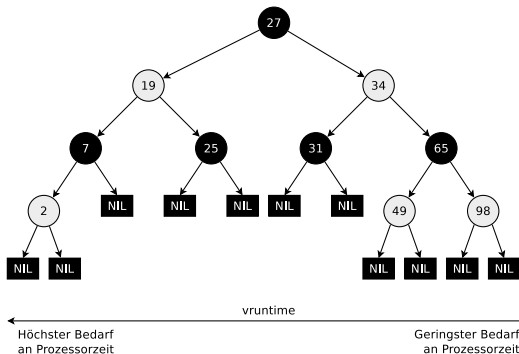 27
19
34
7
25
31
65
NIL
NIL
NIL
NIL
NIL
2
49
98
NIL
NIL
NIL
NIL
NIL
NIL
vruntime
Höchster Bedarf
an Prozessorzeit
Geringster Bedarf
an Prozessorzeit